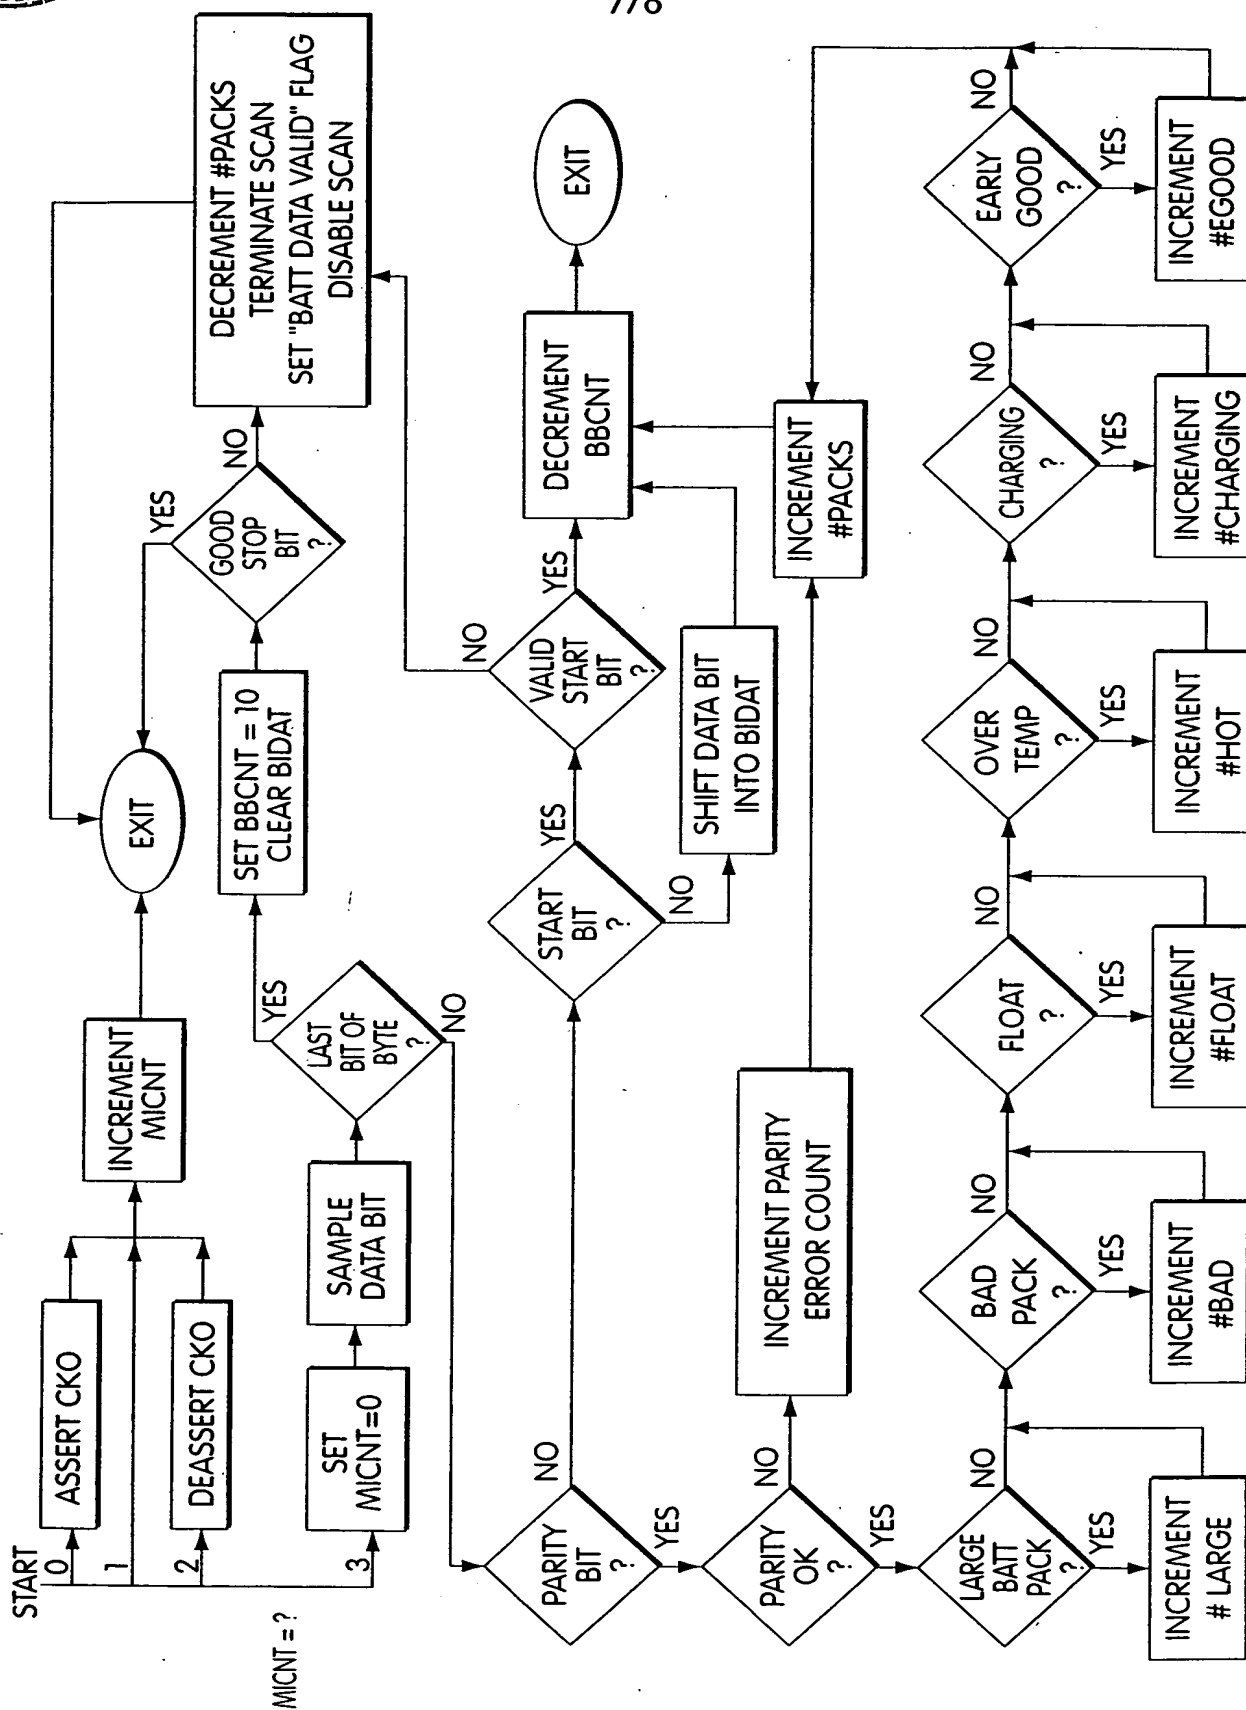 7/8
START
MICNT = ?
0
ASSERT CKO
1
2
DEASSERT CKO
3
SET
MICNT=0
INCREMENT
MICNT
EXIT
SAMPLE
DATA BIT
LAST
BIT OF
BYTE
?
YES
NO
SET BBCNT = 10
CLEAR BIDAT
GOOD
STOP
BIT
?
YES
NO
DECREMENT #PACKS
TERMINATE SCAN
SET "BATT DATA VALID" FLAG
DISABLE SCAN
PARITY
BIT
?
NO
YES
START
BIT
?
YES
NO
VALID
START
BIT
?
NO
YES
DECREMENT
BBCNT
EXIT
SHIFT DATA BIT
INTO BIDAT
PARITY
OK
?
NO
YES
INCREMENT PARITY
ERROR COUNT
INCREMENT
#PACKS
LARGE
BATT
PACK
?
NO
YES
INCREMENT
# LARGE
BAD
PACK
?
NO
YES
INCREMENT
#BAD
FLOAT
?
NO
YES
INCREMENT
#FLOAT
OVER
TEMP
?
NO
YES
INCREMENT
#HOT
CHARGING
?
NO
YES
INCREMENT
#CHARGING
EARLY
GOOD
?
NO
YES
INCREMENT
#EGOOD